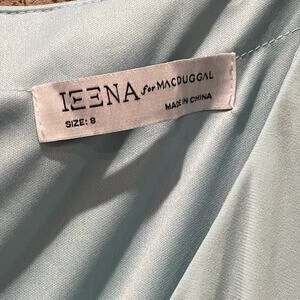 IEENA for MACDUGGAL
SIZE: 8
MADE IN CHINA